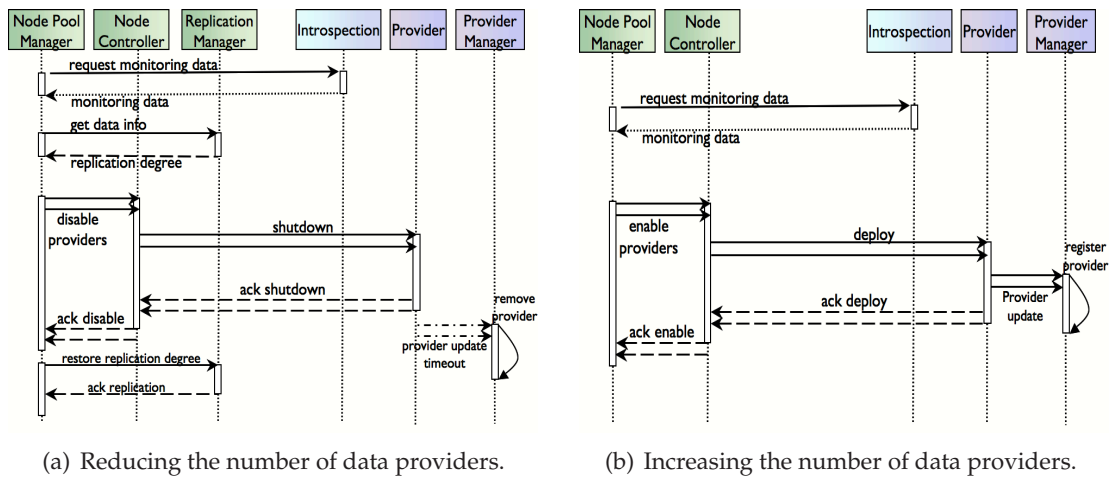 Node Pool
Manager
Node
Controller
Replication
Manager
Introspection
Provider
Provider
Manager
request monitoring data
monitoring data
get data info
replication degree
disable
providers
shutdown
ack shutdown
ack disable
remove
provider
provider update
timeout
restore replication degree
ack replication
(a) Reducing the number of data providers.
Node Pool
Manager
Node
Controller
Introspection
Provider
Provider
Manager
request monitoring data
monitoring data
enable
providers
deploy
register
provider
Provider
update
ack deploy
ack enable
(b) Increasing the number of data providers.